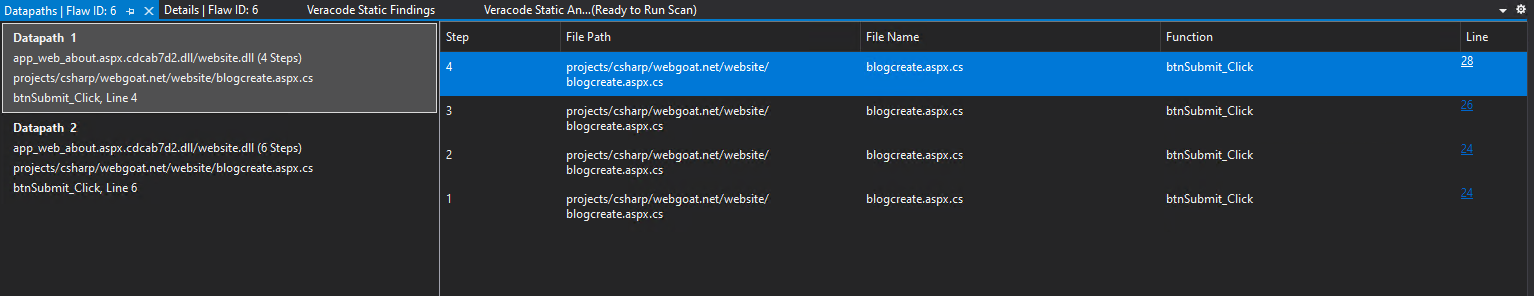 Datapaths | Flaw ID: 6 Details | Flaw ID: 6 Veracode Static Findings Veracode Static An...(Ready to Run Scan)
Datapath 1
app_web_about.aspx.cdcab7d2.dll/website.dll (4 Steps)
projects/csharp/webgoat.net/website/blogcreate.aspx.cs
btnSubmit_Click, Line 4
Datapath 2
app_web_about.aspx.cdcab7d2.dll/website.dll (6 Steps)
projects/csharp/webgoat.net/website/blogcreate.aspx.cs
btnSubmit_Click, Line 6
Step File Path File Name Function Line
4 projects/csharp/webgoat.net/website/ blogcreate.aspx.cs btnSubmit_Click 28
blogcreate.aspx.cs
3 projects/csharp/webgoat.net/website/ blogcreate.aspx.cs btnSubmit_Click 26
blogcreate.aspx.cs
2 projects/csharp/webgoat.net/website/ blogcreate.aspx.cs btnSubmit_Click 24
blogcreate.aspx.cs
1 projects/csharp/webgoat.net/website/ blogcreate.aspx.cs btnSubmit_Click 24
blogcreate.aspx.cs